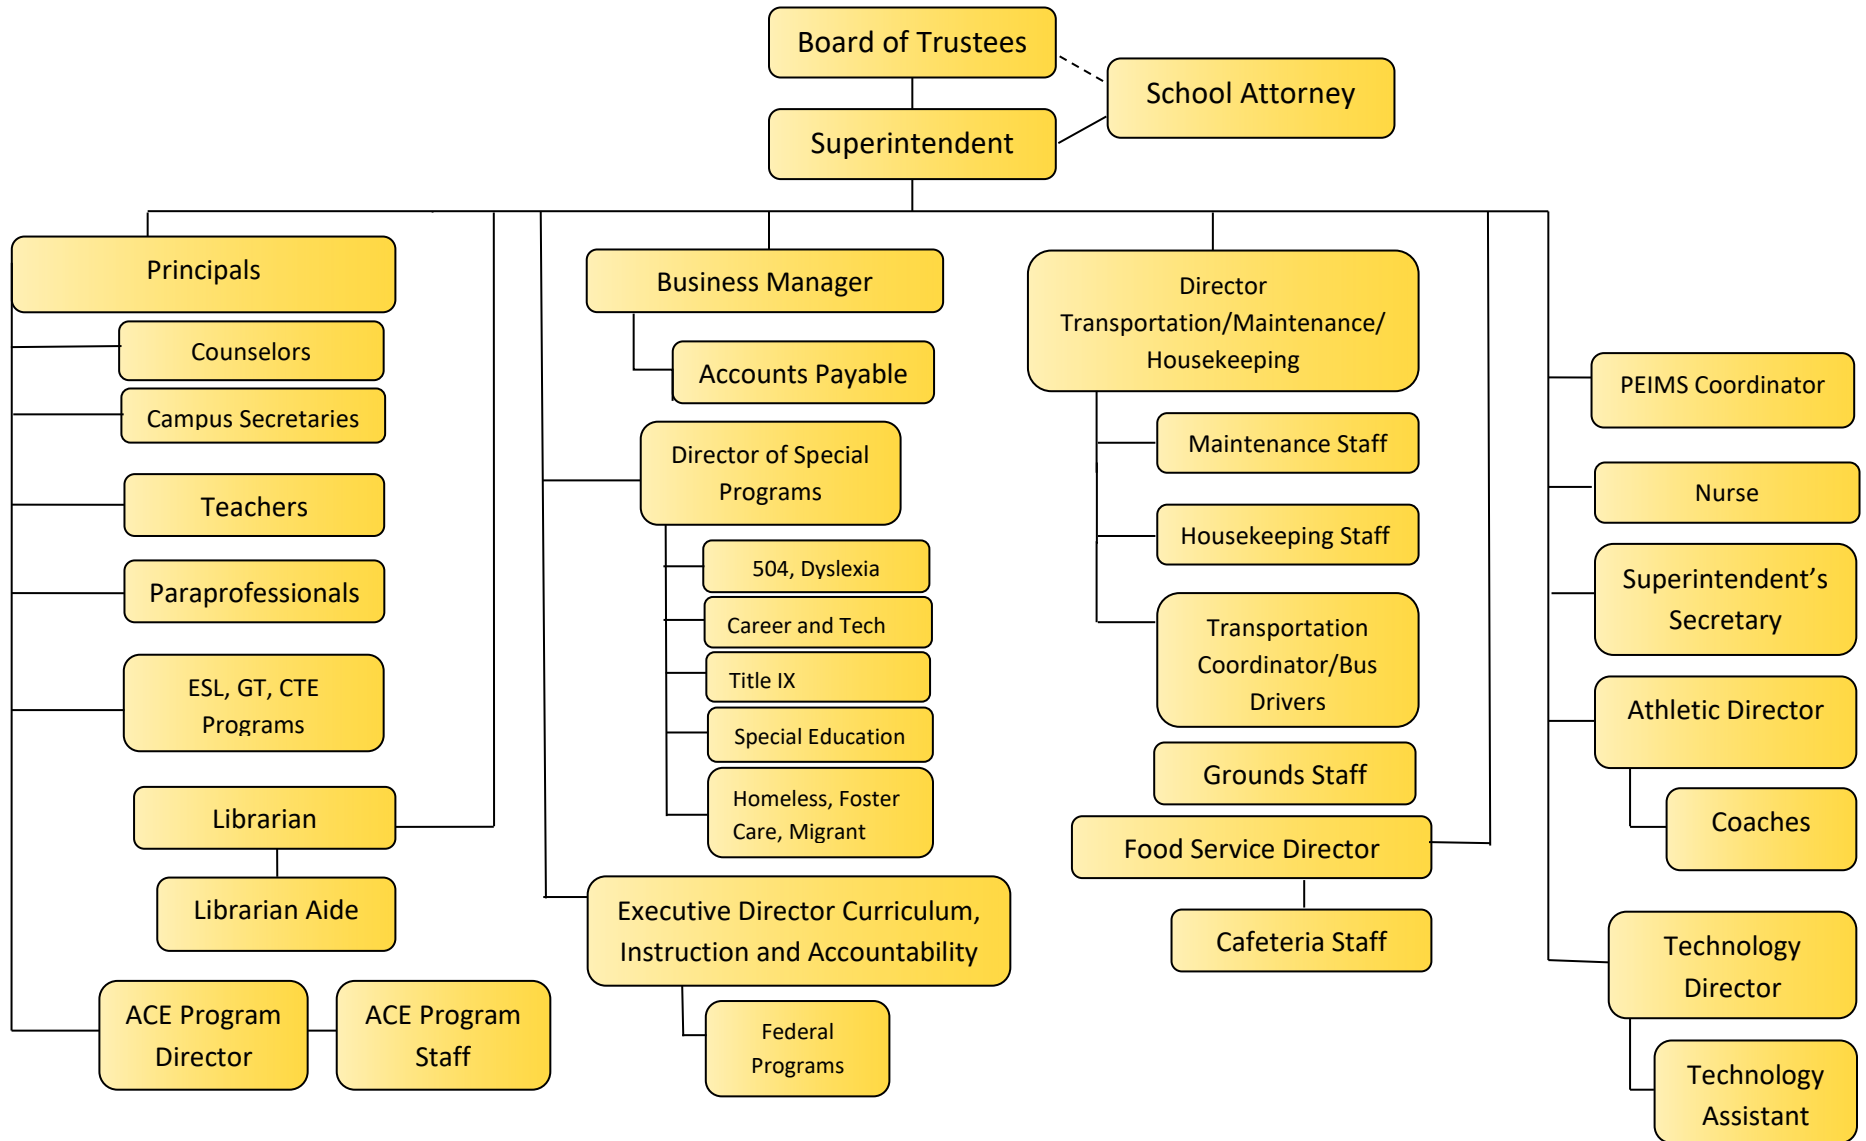 Board of Trustees
School Attorney
Superintendent
Principals
Counselors
Campus Secretaries
Teachers
Paraprofessionals
ESL, GT, CTE
Programs
Librarian
Librarian Aide
ACE Program
Director
ACE Program
Staff
Business Manager
Accounts Payable
Director of Special
Programs
504, Dyslexia
Career and Tech
Title IX
Special Education
Homeless, Foster
Care, Migrant
Executive Director Curriculum,
Instruction and Accountability
Federal
Programs
Director
Transportation/Maintenance/
Housekeeping
Maintenance Staff
Housekeeping Staff
Transportation
Coordinator/Bus
Drivers
Grounds Staff
Food Service Director
Cafeteria Staff
PEIMS Coordinator
Nurse
Superintendent’s
Secretary
Athletic Director
Coaches
Technology
Director
Technology
Assistant